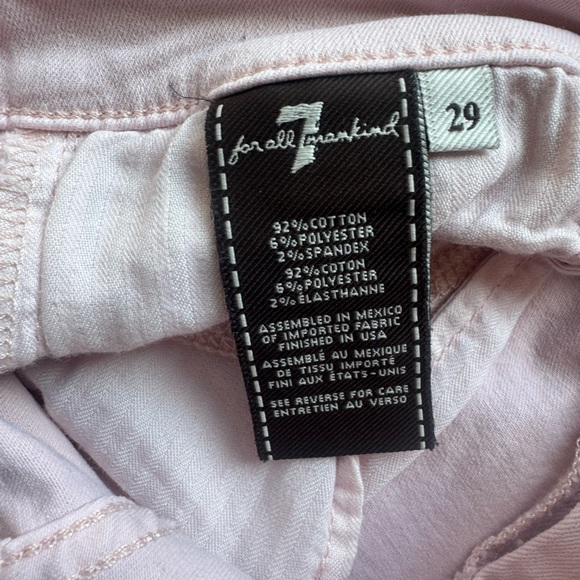 7
for all mankind
29
92% COTTON
6% POLYESTER
2% SPANDEX
92% COTON
6% POLYESTER
2% ÉLASTHANNE
ASSEMBLED IN MEXICO
OF IMPORTED FABRIC
FINISHED IN USA
ASSEMBLÉ AU MEXIQUE
DE TISSU IMPORTÉ
FINI AUX ÉTATS-UNIS
SEE REVERSE FOR CARE
ENTRETIEN AU VERSO